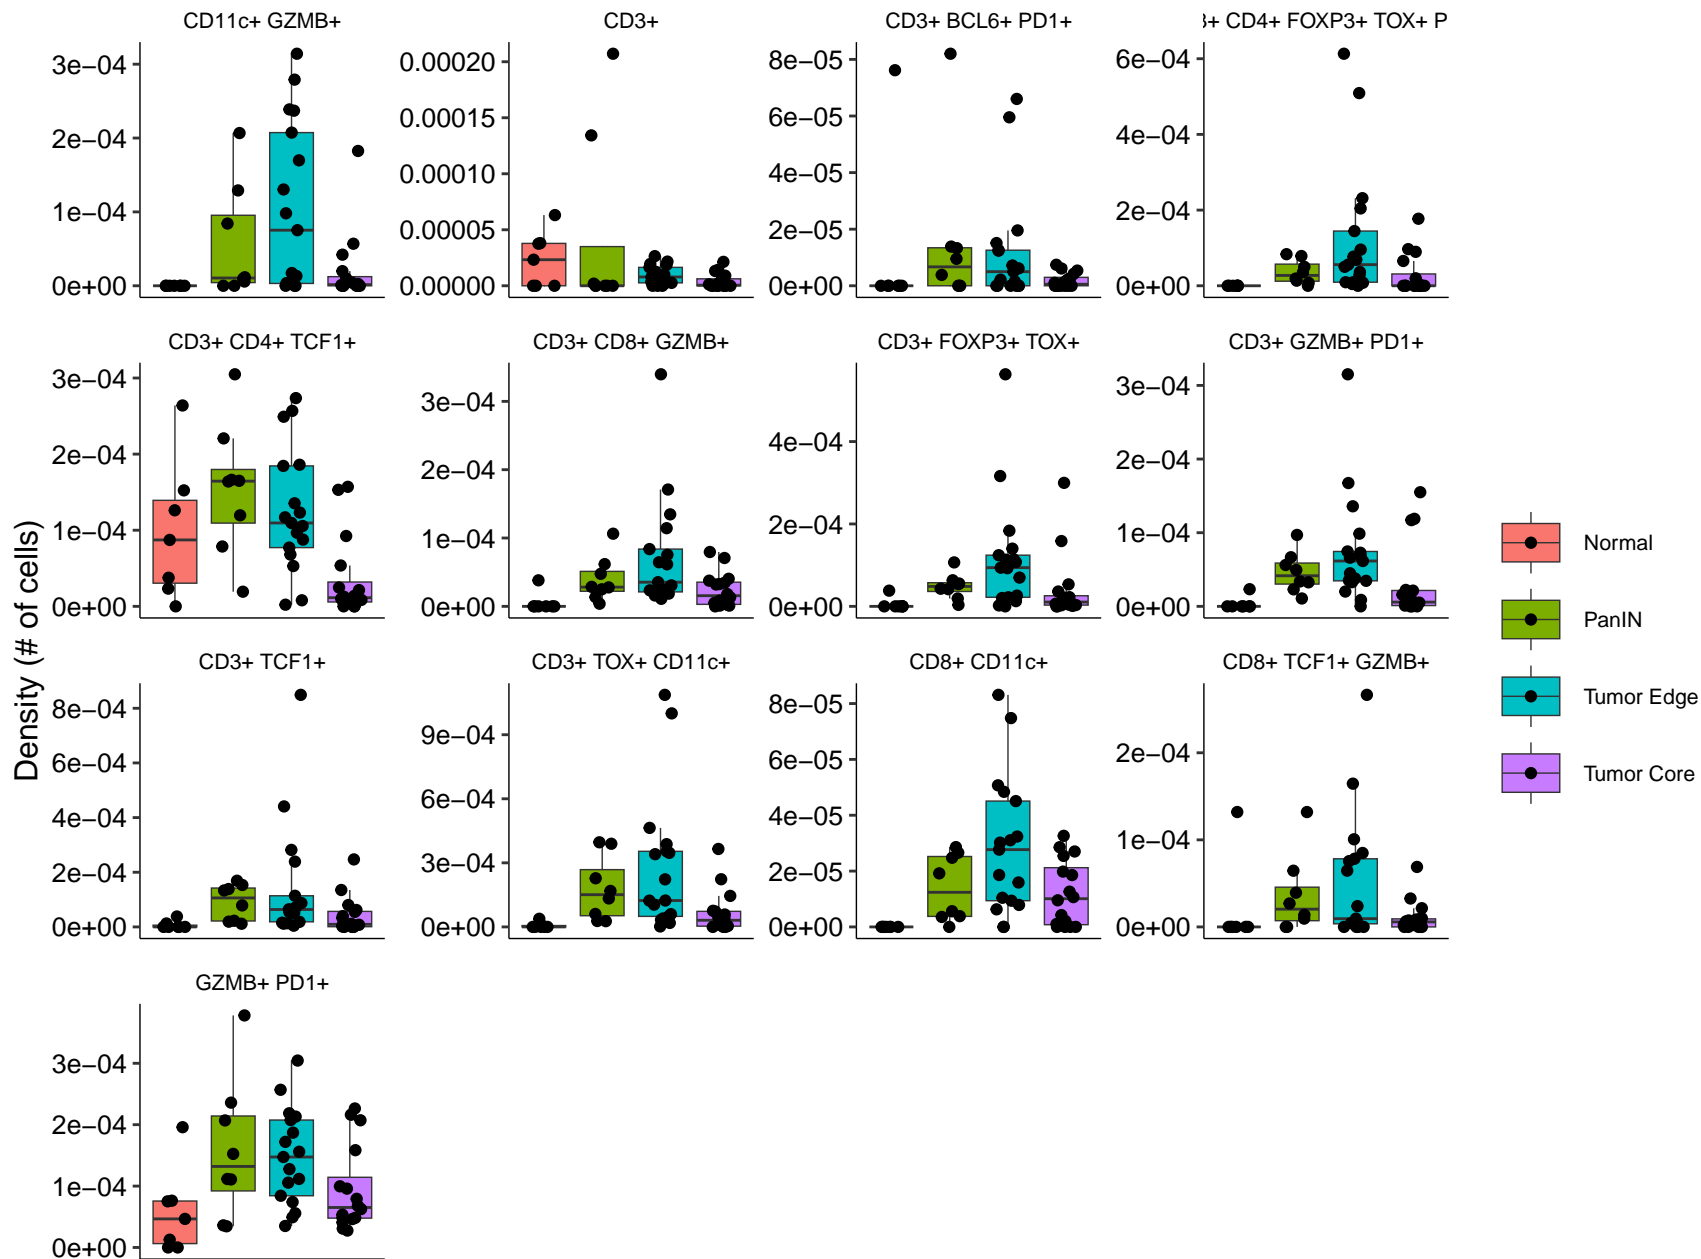 CD11c+ GZMB+
3e−04
2e−04
1e−04
0e+00
CD3+
0.00020
0.00015
0.00010
0.00005
0.00000
CD3+ BCL6+ PD1+
8e−05
6e−05
4e−05
2e−05
0e+00
3+ CD4+ FOXP3+ TOX+ P
6e−04
4e−04
2e−04
0e+00
CD3+ CD4+ TCF1+
3e−04
2e−04
1e−04
0e+00
CD3+ CD8+ GZMB+
3e−04
2e−04
1e−04
0e+00
CD3+ FOXP3+ TOX+
4e−04
2e−04
0e+00
CD3+ GZMB+ PD1+
3e−04
2e−04
1e−04
0e+00
CD3+ TCF1+
8e−04
6e−04
4e−04
2e−04
0e+00
CD3+ TOX+ CD11c+
9e−04
6e−04
3e−04
0e+00
CD8+ CD11c+
8e−05
6e−05
4e−05
2e−05
0e+00
CD8+ TCF1+ GZMB+
2e−04
1e−04
0e+00
GZMB+ PD1+
3e−04
2e−04
1e−04
0e+00
Density (# of cells)
Normal
PanIN
Tumor Edge
Tumor Core